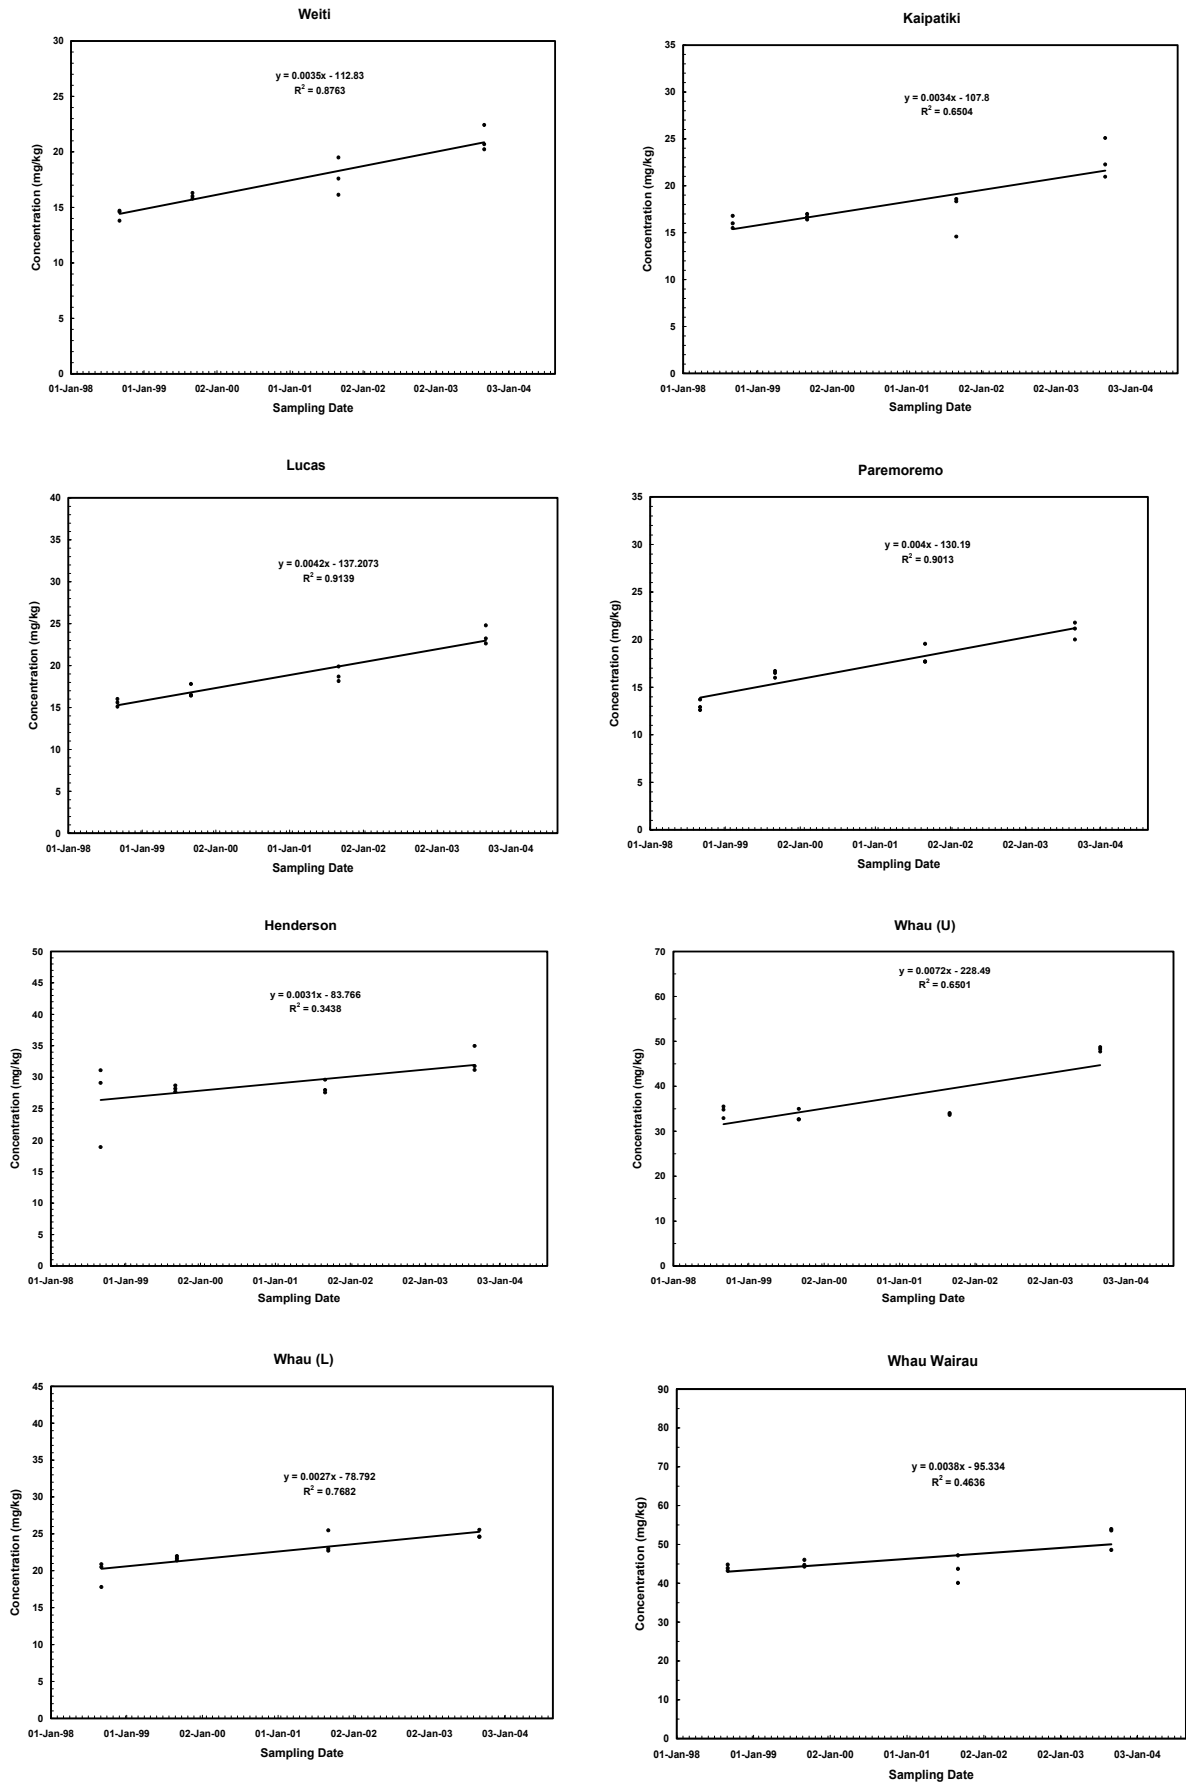 Weiti
30
25
20
15
10
5
0
Concentration (mg/kg)
y = 0.0035x - 112.83
R² = 0.8763
01-Jan-98 01-Jan-99 02-Jan-00 01-Jan-01 02-Jan-02 02-Jan-03 03-Jan-04
Sampling Date
Kaipatiki
35
30
25
20
15
10
5
0
Concentration (mg/kg)
y = 0.0034x - 107.8
R² = 0.6504
01-Jan-98 01-Jan-99 02-Jan-00 01-Jan-01 02-Jan-02 02-Jan-03 03-Jan-04
Sampling Date
Lucas
40
35
30
25
20
15
10
5
0
Concentration (mg/kg)
y = 0.0042x - 137.2073
R² = 0.9139
01-Jan-98 01-Jan-99 02-Jan-00 01-Jan-01 02-Jan-02 02-Jan-03 03-Jan-04
Sampling Date
Paremoremo
35
30
25
20
15
10
5
0
Concentration (mg/kg)
y = 0.004x - 130.19
R² = 0.9013
01-Jan-98 01-Jan-99 02-Jan-00 01-Jan-01 02-Jan-02 02-Jan-03 03-Jan-04
Sampling Date
Henderson
50
45
40
35
30
25
20
15
10
5
0
Concentration (mg/kg)
y = 0.0031x - 83.766
R² = 0.3438
01-Jan-98 01-Jan-99 02-Jan-00 01-Jan-01 02-Jan-02 02-Jan-03 03-Jan-04
Sampling Date
Whau (U)
70
60
50
40
30
20
10
0
Concentration (mg/kg)
y = 0.0072x - 228.49
R² = 0.6501
01-Jan-98 01-Jan-99 02-Jan-00 01-Jan-01 02-Jan-02 02-Jan-03 03-Jan-04
Sampling Date
Whau (L)
45
40
35
30
25
20
15
10
5
0
Concentration (mg/kg)
y = 0.0027x - 78.792
R² = 0.7682
01-Jan-98 01-Jan-99 02-Jan-00 01-Jan-01 02-Jan-02 02-Jan-03 03-Jan-04
Sampling Date
Whau Wairau
90
80
70
60
50
40
30
20
10
0
Concentration (mg/kg)
y = 0.0038x - 95.334
R² = 0.4636
01-Jan-98 01-Jan-99 02-Jan-00 01-Jan-01 02-Jan-02 02-Jan-03 03-Jan-04
Sampling Date